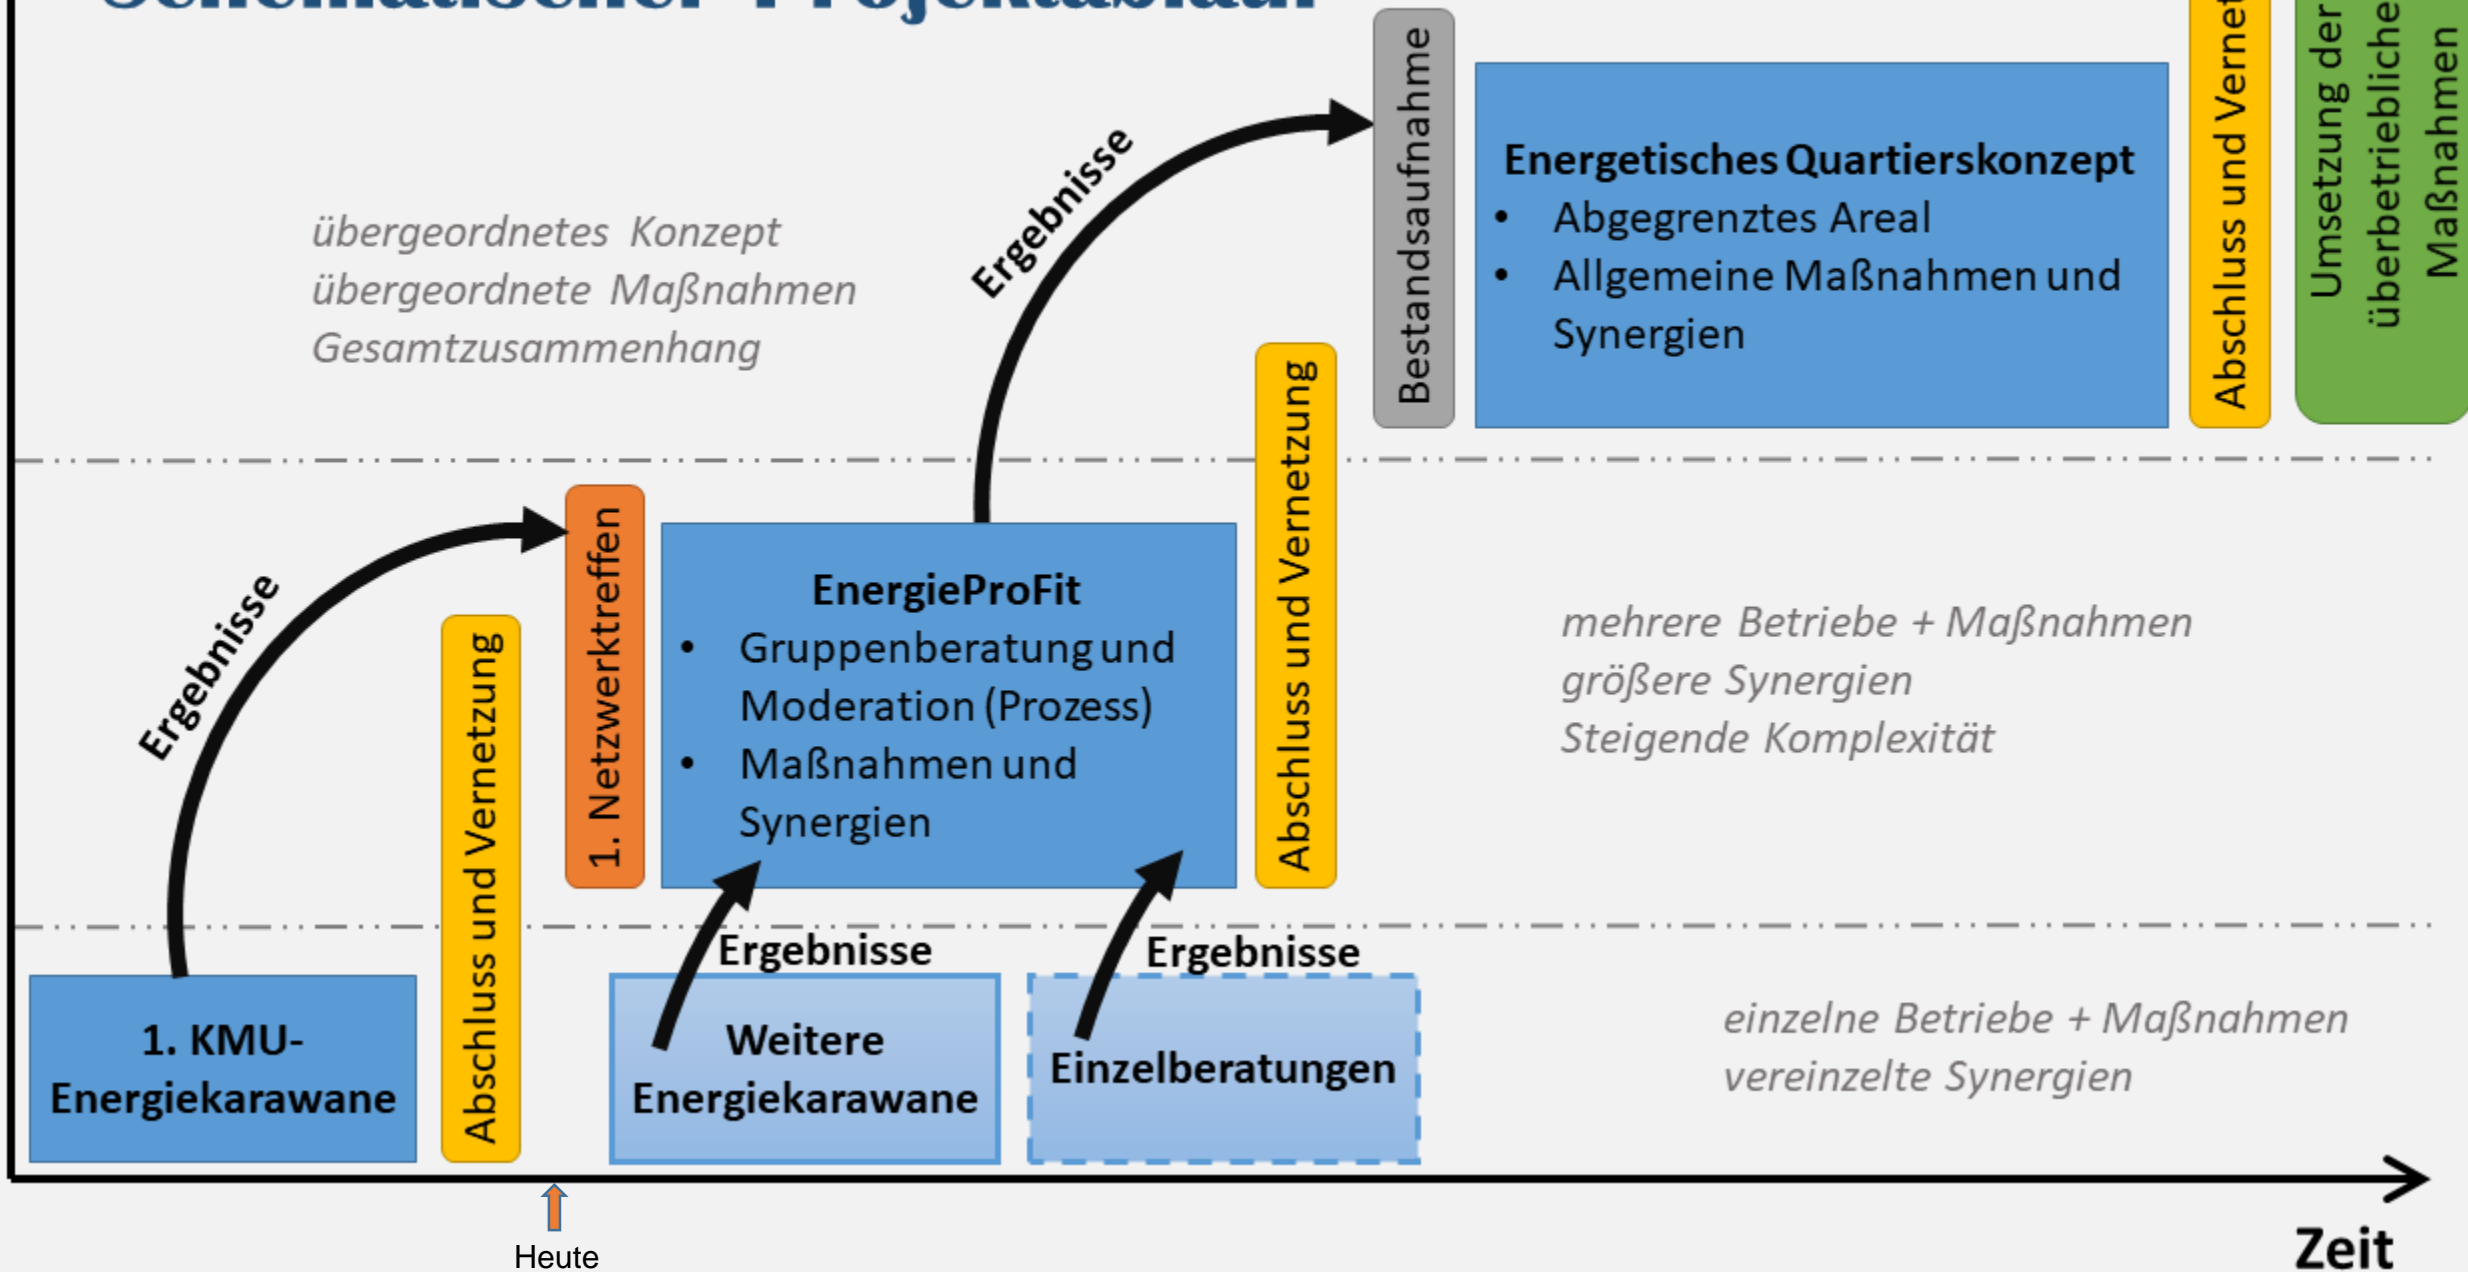 Schematischer Projektablauf
Bestandsaufnahme
Energetisches Quartierskonzept
• Abgegrenztes Areal
• Allgemeine Maßnahmen und
Synergien
Abschluss und
Umsetzung der
überbetriebliche
Maßnahmen
Ergebnisse
übergeordnetes Konzept
übergeordnete Maßnahmen
Gesamtzusammenhang
Ergebnisse
Abschluss und Vernetzung
1. Netzwerktreffen
EnergieProFit
• Gruppenberatung und
Moderation (Prozess)
• Maßnahmen und
Synergien
Abschluss und Vernetzung
mehrere Betriebe + Maßnahmen
größere Synergien
Steigende Komplexität
1. KMU-
Energiekarawane
Ergebnisse
Weitere
Energiekarawane
Ergebnisse
Einzelberatungen
einzelne Betriebe + Maßnahmen
vereinzelte Synergien
Heute
Zeit